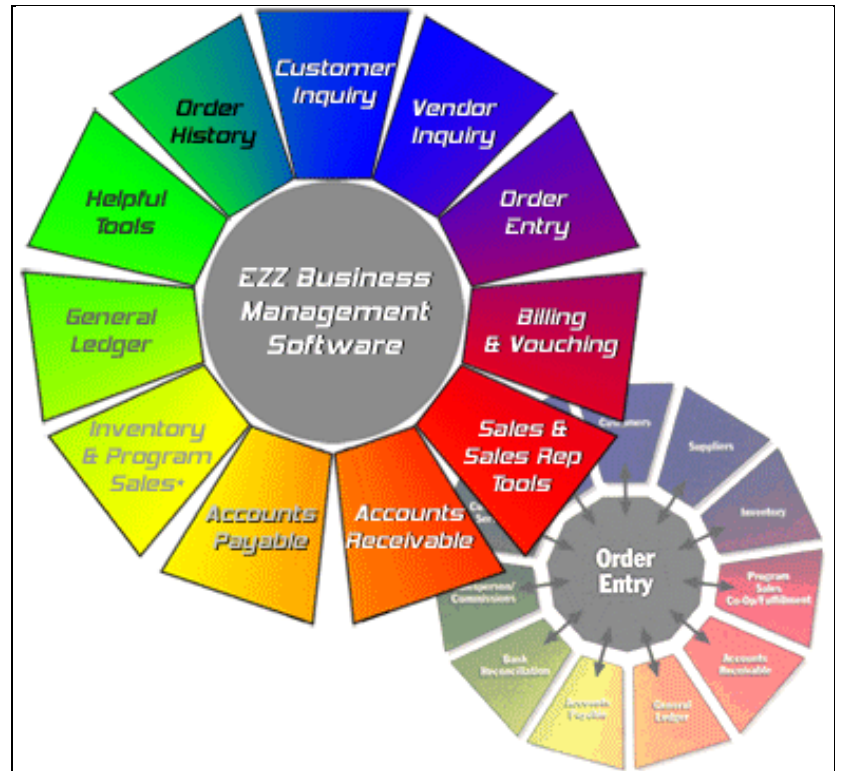 Customer
Inquiry
Vendor
Inquiry
Order
Entry
Billing
& Vouching
Sales &
Sales Rep
Tools
Accounts
Receivable
Accounts
Payable
Inventory
& Program
Sales*
General
Ledger
Helpful
Tools
Order
History
EZZ Business
Management
Software
Order
Entry
Customers
Suppliers
Inventory
Program
Sales
Co-Op/Fulfillment
Accounts
Receivable
General
Ledger
Accounts
Payable
Bank
Reconciliation
Commissions